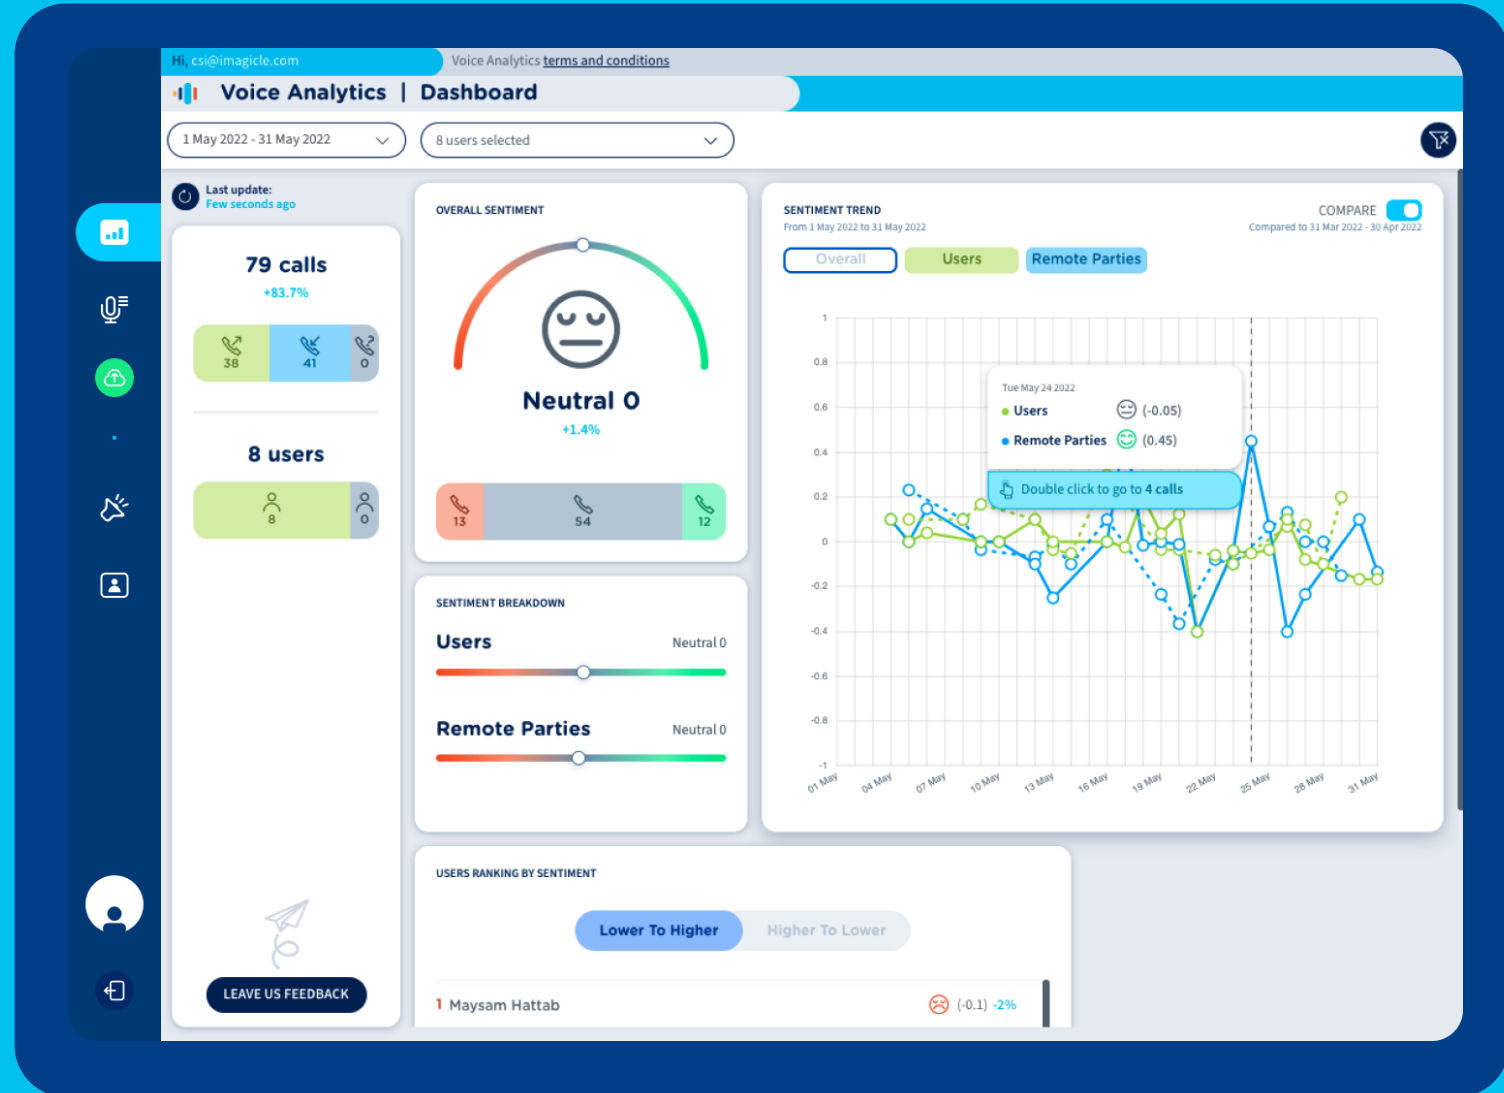 Hi, csi@imagicle.com
Voice Analytics terms and conditions
Voice Analytics | Dashboard
1 May 2022 - 31 May 2022
8 users selected
Last update:
Few seconds ago
79 calls
+83.7%
38
41
0
8 users
8
0
LEAVE US FEEDBACK
OVERALL SENTIMENT
Neutral 0
+1.4%
13
54
12
SENTIMENT BREAKDOWN
Users
Neutral 0
Remote Parties
Neutral 0
SENTIMENT TREND
From 1 May 2022 to 31 May 2022
COMPARE
Compared to 31 Mar 2022 - 30 Apr 2022
Overall
Users
Remote Parties
1
0.8
0.6
0.4
0.2
0
-0.2
-0.4
-0.6
-0.8
-1
Tue May 24 2022
Users (-0.05)
Remote Parties (0.45)
Double click to go to 4 calls
01 May
04 May
07 May
10 May
13 May
16 May
19 May
22 May
25 May
28 May
31 May
USERS RANKING BY SENTIMENT
Lower To Higher
Higher To Lower
1 Maysam Hattab
(-0.1) -2%